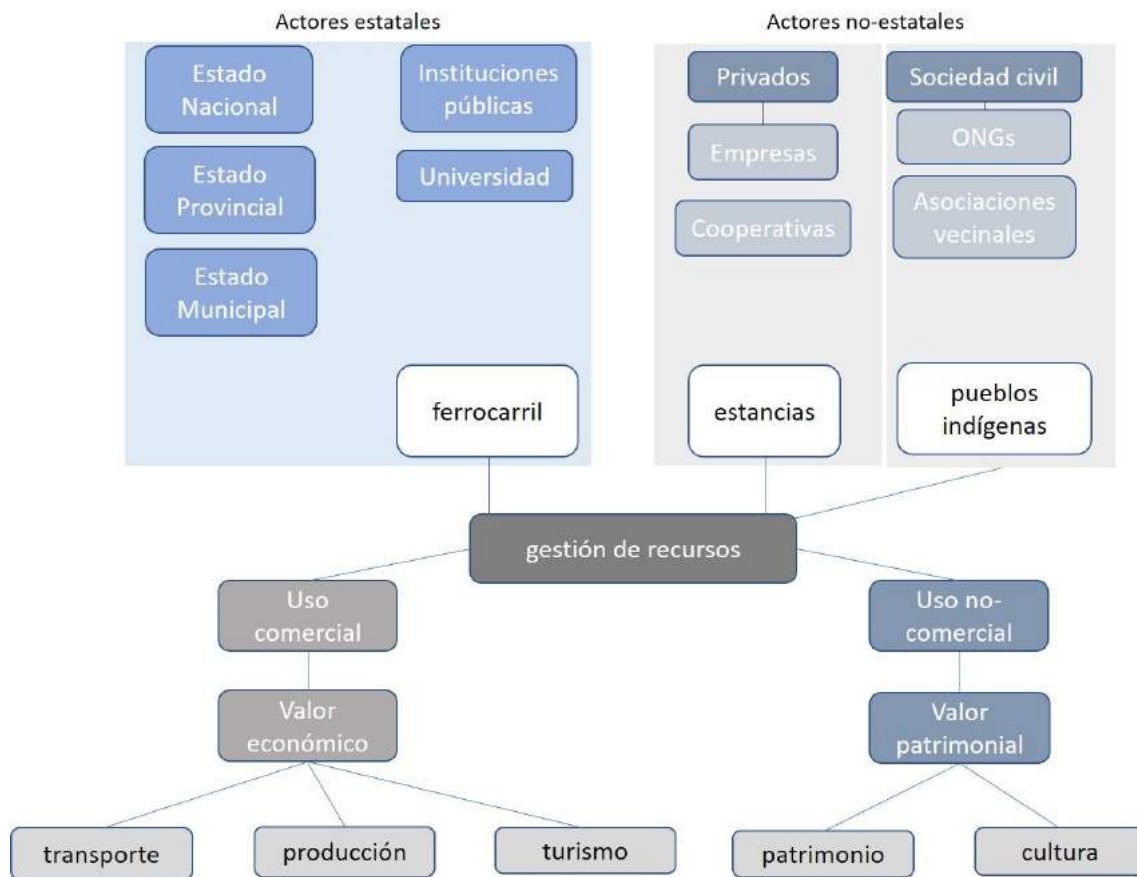 Actores estatales
Actores no-estatales
Estado
Nacional
Instituciones
públicas
Privados
Sociedad civil
Empresas
ONGs
Estado
Provincial
Universidad
Cooperativas
Asociaciones
vecinales
Estado
Municipal
ferrocarril
estancias
pueblos
indígenas
gestión de recursos
Uso
comercial
Uso no-
comercial
Valor
económico
Valor
patrimonial
transporte
producción
turismo
patrimonio
cultura